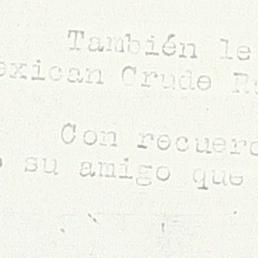 También le
exican Crude R
Con recuerd
su amigo que